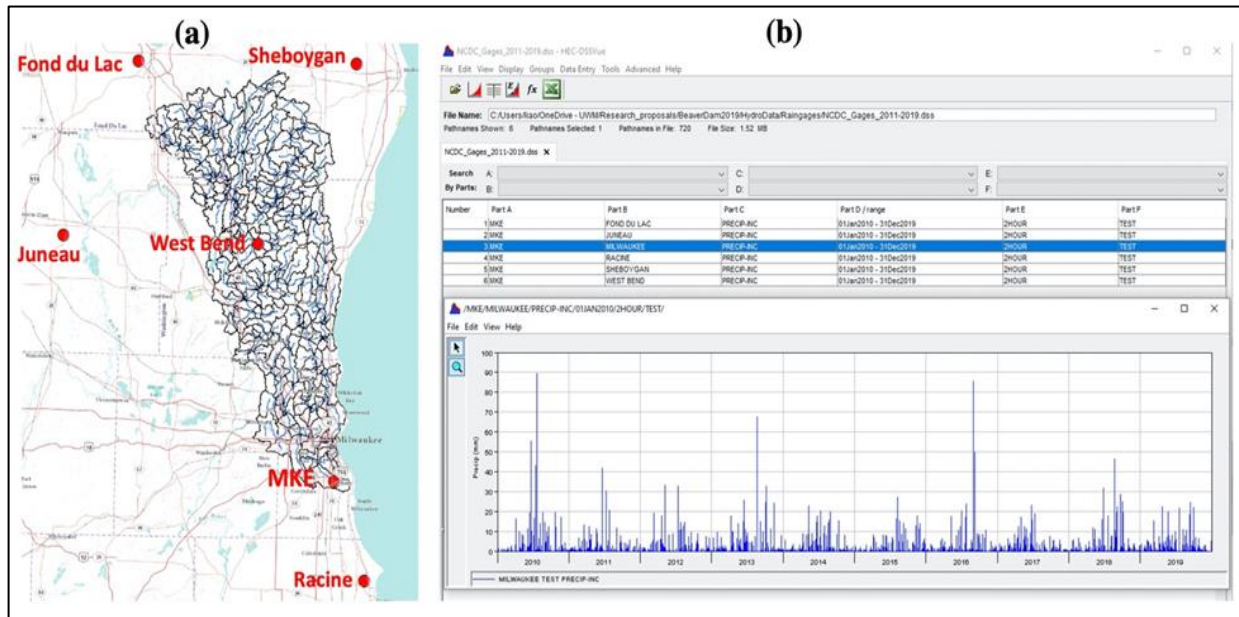 (a)
(b)
Fond du Lac
Sheboygan
West Bend
Juneau
Milwaukee
MKE
Racine
NCDC_Gages_2011-2019.dss - HEC-DSSVue
File Edit View Display Groups Data Entry Tools Advanced Help
File Name: C:/Users/liao/OneDrive - UWM/Research_proposals/BeaverDam2019/HydroData/Raingages/NCDC_Gages_2011-2019.dss
Pathnames Shown: 6 Pathnames Selected: 1 Pathnames in File: 720 File Size: 1.52 MB
NCDC_Gages_2011-2019.dss
Search A: C: E:
By Parts: B: D: F:
Number Part A Part B Part C Part D / range Part E Part F
1 MKE FOND DU LAC PRECIP-INC 01Jan2010 - 31Dec2019 2HOUR TEST
2 MKE JUNEAU PRECIP-INC 01Jan2010 - 31Dec2019 2HOUR TEST
3 MKE MILWAUKEE PRECIP-INC 01Jan2010 - 31Dec2019 2HOUR TEST
4 MKE RACINE PRECIP-INC 01Jan2010 - 31Dec2019 2HOUR TEST
5 MKE SHEBOYGAN PRECIP-INC 01Jan2010 - 31Dec2019 2HOUR TEST
6 MKE WEST BEND PRECIP-INC 01Jan2010 - 31Dec2019 2HOUR TEST
/MKE/MILWAUKEE/PRECIP-INC/01JAN2010/2HOUR/TEST/
File Edit View Help
100
90
80
70
60
50
40
30
20
10
0
Precip (mm)
2010 2011 2012 2013 2014 2015 2016 2017 2018 2019
MILWAUKEE TEST PRECIP-INC